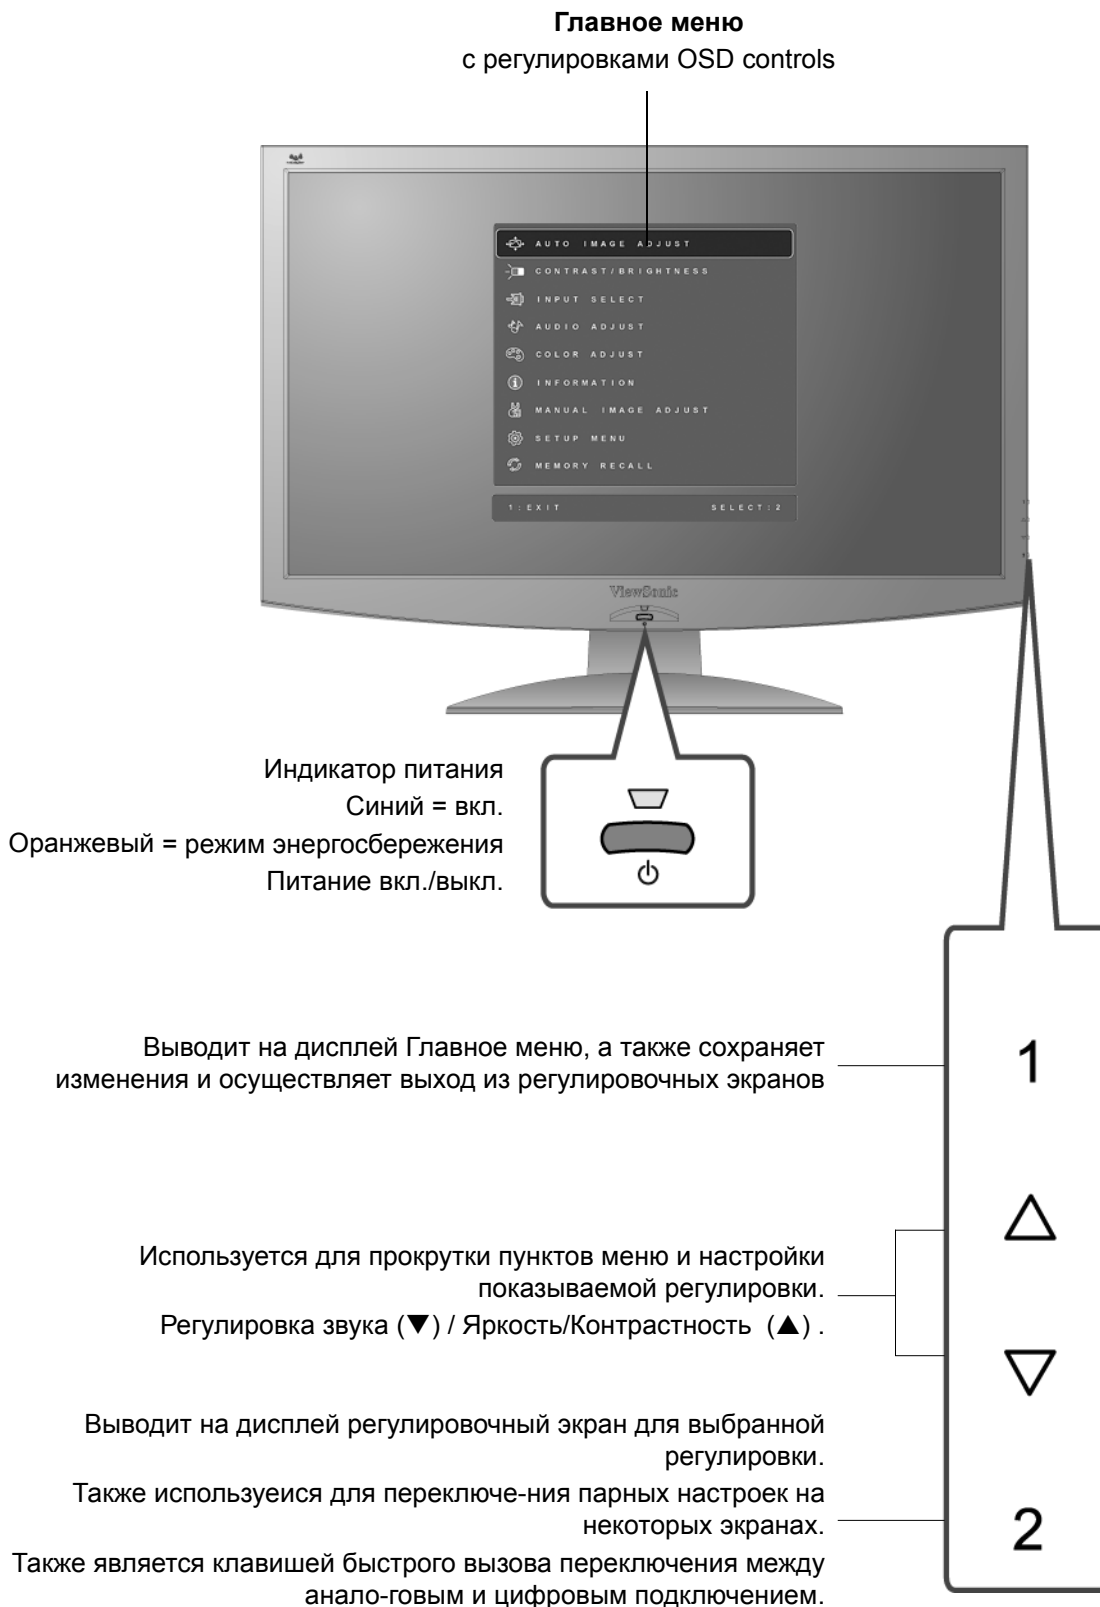 Главное меню
с регулировками OSD controls
AUTO IMAGE ADJUST
CONTRAST/BRIGHTNESS
INPUT SELECT
AUDIO ADJUST
COLOR ADJUST
INFORMATION
MANUAL IMAGE ADJUST
SETUP MENU
MEMORY RECALL
1:EXIT SELECT:2
ViewSonic
Индикатор питания
Синий = вкл.
Оранжевый = режим энергосбережения
Питание вкл./выкл.
Выводит на дисплей Главное меню, а также сохраняет
изменения и осуществляет выход из регулировочных экранов
1
Используется для прокрутки пунктов меню и настройки
показываемой регулировки.
Регулировка звука (▼) / Яркость/Контрастность (▲) .
Выводит на дисплей регулировочный экран для выбранной
регулировки.
Также используеися для переключе-ния парных настроек на
некоторых экранах.
2
Также является клавишей быстрого вызова переключения между
анало-говым и цифровым подключением.